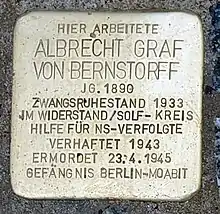 HIER ARBEITETE
ALBRECHT GRAF
VON BERNSTORFF
JG. 1890
ZWANGSRUHESTAND 1933
IM WIDERSTAND/SOLF-KREIS
HILFE FÜR NS-VERFOLGTE
VERHAFTET 1943
ERMORDET 23.4.1945
GEFÄNGNIS BERLIN-MOABIT